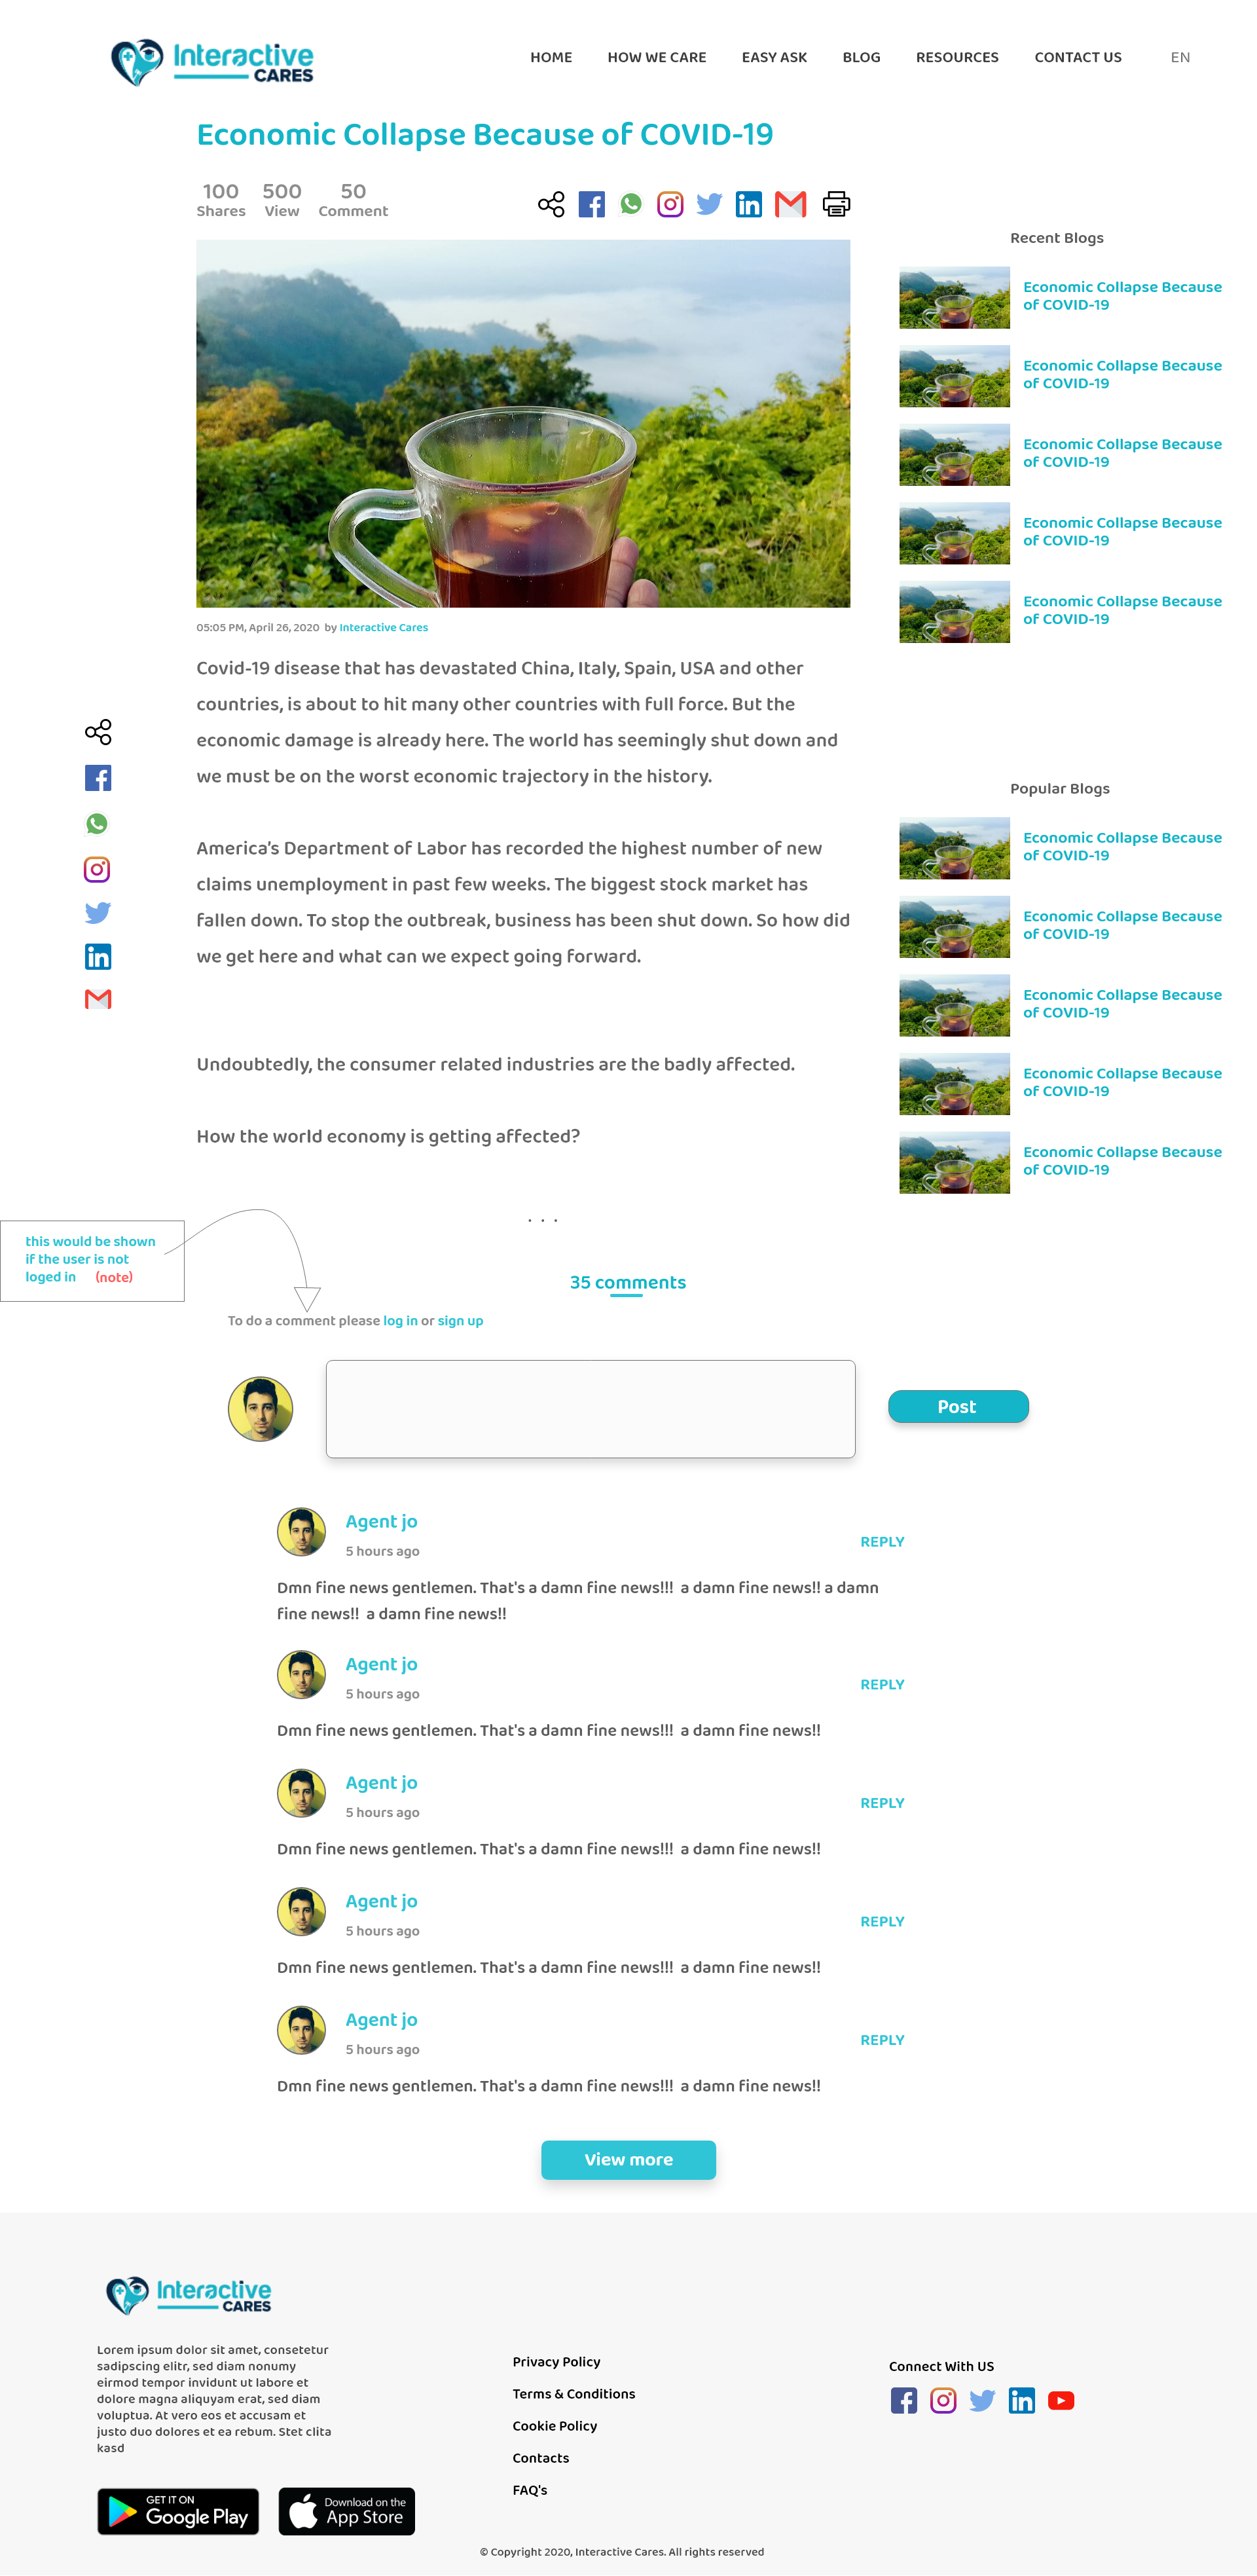 Interactive
CARES
HOME HOW WE CARE EASY ASK BLOG RESOURCES CONTACT US EN
Economic Collapse Because of COVID-19
100 500 50
Shares View Comment
05:05 PM, April 26, 2020 by Interactive Cares
Covid-19 disease that has devastated China, Italy, Spain, USA and other
countries, is about to hit many other countries with full force. But the
economic damage is already here. The world has seemingly shut down and
we must be on the worst economic trajectory in the history.
America's Department of Labor has recorded the highest number of new
claims unemployment in past few weeks. The biggest stock market has
fallen down. To stop the outbreak, business has been shut down. So how did
we get here and what can we expect going forward.
Undoubtedly, the consumer related industries are the badly affected.
How the world economy is getting affected?
. . .
Recent Blogs
Economic Collapse Because
of COVID-19
Economic Collapse Because
of COVID-19
Economic Collapse Because
of COVID-19
Economic Collapse Because
of COVID-19
Economic Collapse Because
of COVID-19
Popular Blogs
Economic Collapse Because
of COVID-19
Economic Collapse Because
of COVID-19
Economic Collapse Because
of COVID-19
Economic Collapse Because
of COVID-19
Economic Collapse Because
of COVID-19
this would be shown
if the user is not
loged in (note)
35 comments
To do a comment please log in or sign up
Post
Agent jo
5 hours ago
REPLY
Dmn fine news gentlemen. That's a damn fine news!!! a damn fine news!! a damn
fine news!! a damn fine news!!
Agent jo
5 hours ago
REPLY
Dmn fine news gentlemen. That's a damn fine news!!! a damn fine news!!
Agent jo
5 hours ago
REPLY
Dmn fine news gentlemen. That's a damn fine news!!! a damn fine news!!
Agent jo
5 hours ago
REPLY
Dmn fine news gentlemen. That's a damn fine news!!! a damn fine news!!
Agent jo
5 hours ago
REPLY
Dmn fine news gentlemen. That's a damn fine news!!! a damn fine news!!
View more
Interactive
CARES
Lorem ipsum dolor sit amet, consetetur
sadipscing elitr, sed diam nonumy
eirmod tempor invidunt ut labore et
dolore magna aliquyam erat, sed diam
voluptua. At vero eos et accusam et
justo duo dolores et ea rebum. Stet clita
kasd
GET IT ON
Google Play
Download on the
App Store
Privacy Policy
Terms & Conditions
Cookie Policy
Contacts
FAQ's
Connect With US
© Copyright 2020, Interactive Cares. All rights reserved